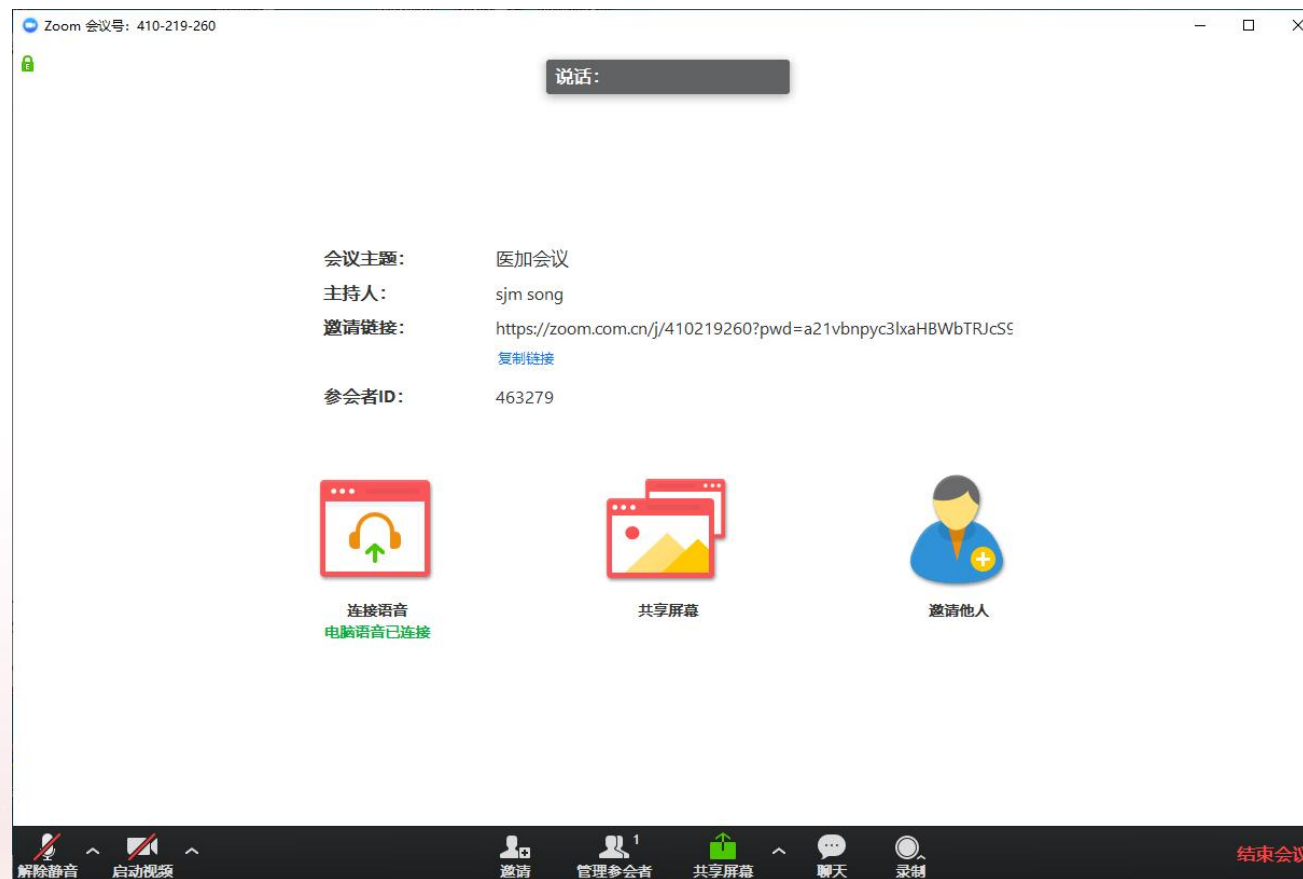 Zoom 会议号：410-219-260
说话：
会议主题： 医加会议
主持人： sjm song
邀请链接： https://zoom.com.cn/j/410219260?pwd=a21vbnpyc3lxaHBWbTRJcS9
复制链接
参会者ID： 463279
连接语音 共享屏幕 邀请他人
电脑语音已连接
1
解除静音 启动视频 邀请 管理参会者 共享屏幕 聊天 录制 结束会议